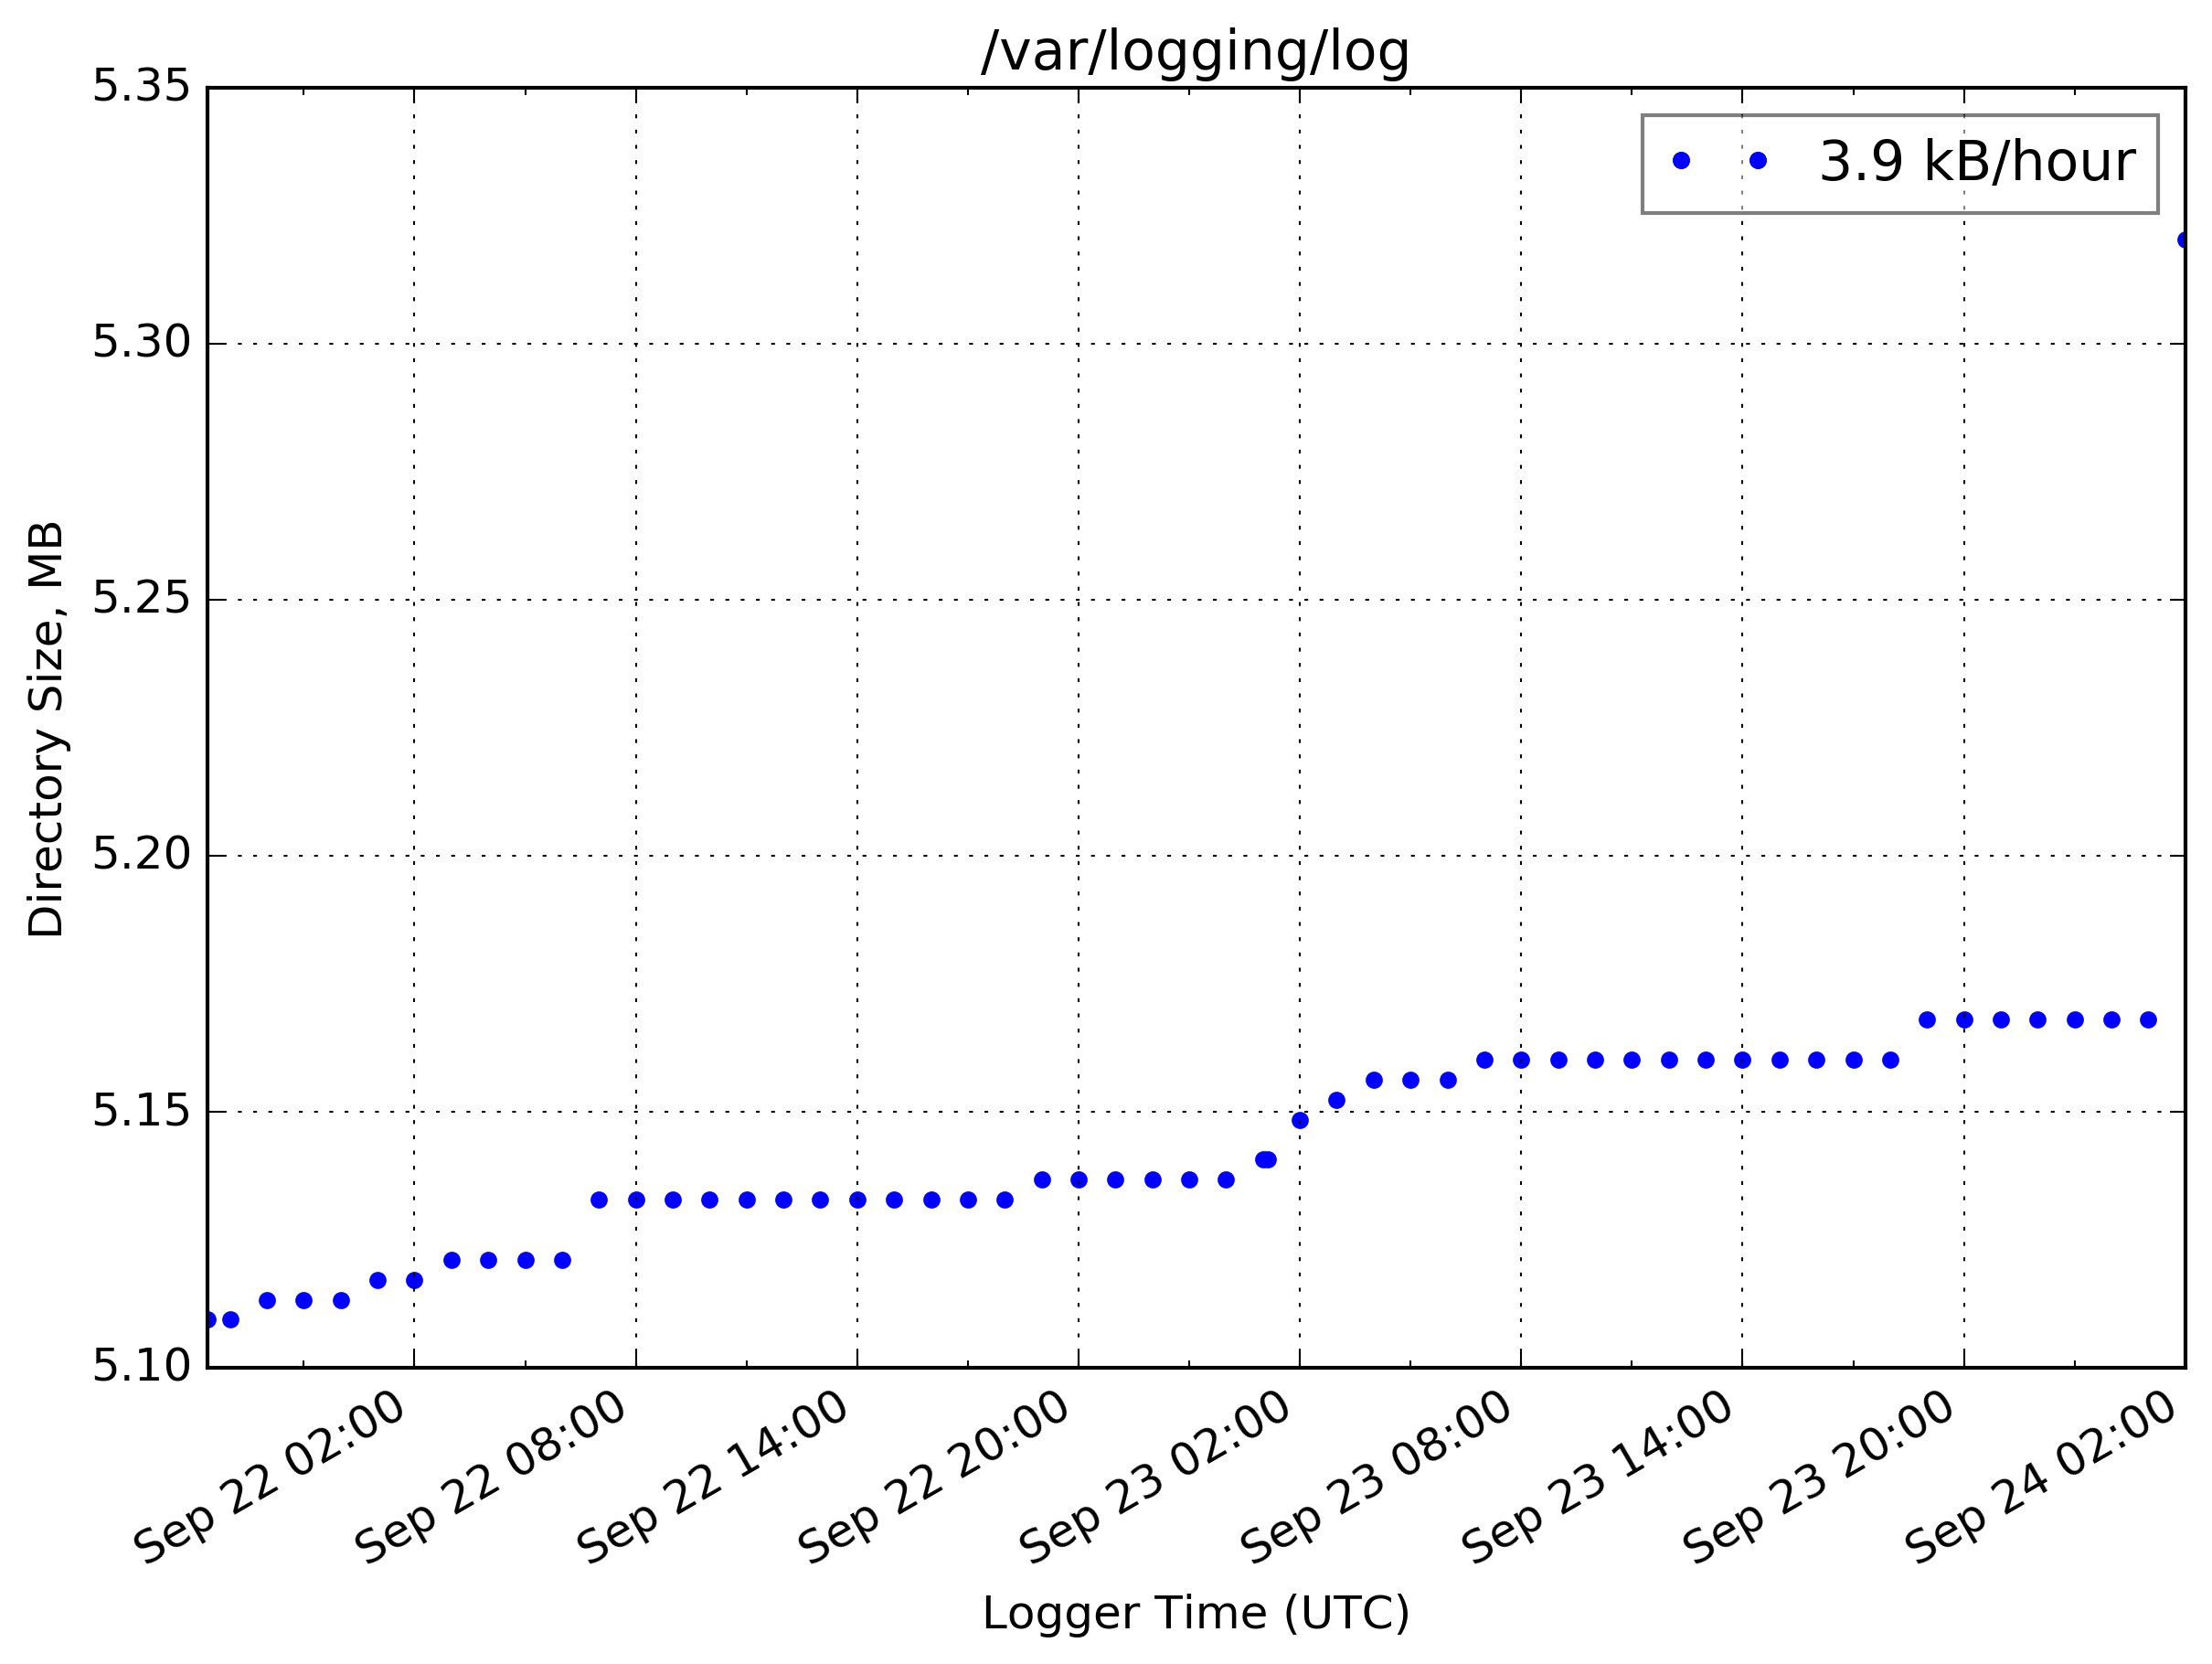 /var/logging/log
5.35
3.9 kB/hour
5.30
5.25
5.20
5.15
5.10
Directory Size, MB
Sep 22 02:00
Sep 22 08:00
Sep 22 14:00
Sep 22 20:00
Sep 23 02:00
Sep 23 08:00
Sep 23 14:00
Sep 23 20:00
Sep 24 02:00
Logger Time (UTC)